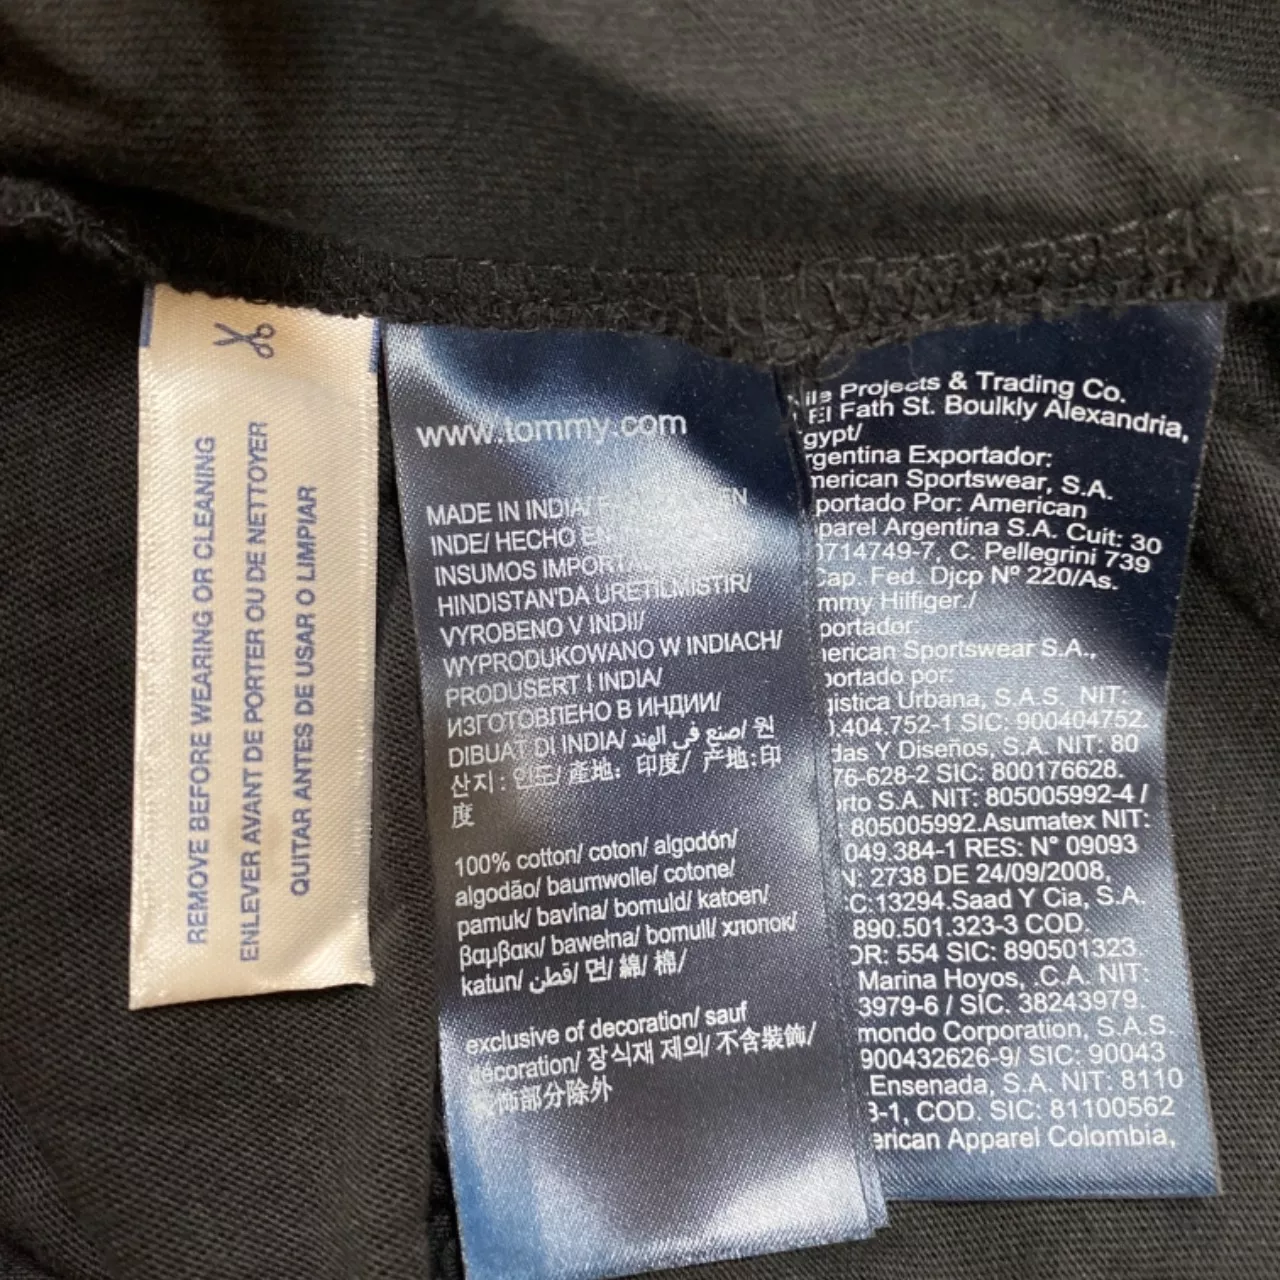 REMOVE BEFORE WEARING OR CLEANING
ENLEVER AVANT DE PORTER OU DE NETTOYER
QUITAR ANTES DE USAR O LIMPIAR
www.tommy.com
MADE IN INDIA/
INDE/ HECHO EN
INSUMOS
HINDISTAN'DA URETILMISTIR/
VYROBENO V INDII/
WYPRODUKOWANO W INDIACH/
PRODUSERT I INDIA/
ИЗГОТОВЛЕНО В ИНДИИ/
DIBUAT DI INDIA/ صنع في الهند/ 원
산지: 인도/ 產地: 印度/ 产地:印
度
100% cotton/ coton/ algodón/
algodão/ baumwolle/ cotone/
pamuk/ bavlna/ bomuld/ katoen/
βαμβακι/ bawełna/ bomull/ хлопок/
katun/ قطن/ 면/ 綿/ 棉/
exclusive of decoration/ sauf
décoration/ 장식재 제외/ 不含裝飾/
装饰部分除外
Projects & Trading Co.
El Fath St. Boulkly Alexandria,
gypt/
rgentina Exportador:
merican Sportswear, S.A.
portado Por: American
parel Argentina S.A. Cuit: 30
0714749-7, C. Pellegrini 739
Cap. Fed. Djcp Nº 220/As.
mmy Hilfiger./
portador:
erican Sportswear S.A.,
portado por:
gistica Urbana, S.A.S. NIT:
.404.752-1 SIC: 900404752.
das Y Diseños, S.A. NIT: 80
76-628-2 SIC: 800176628.
rto S.A. NIT: 805005992-4 /
805005992.Asumatex NIT:
049.384-1 RES: N° 09093
N: 2738 DE 24/09/2008,
C:13294.Saad Y Cia, S.A.
890.501.323-3 COD.
OR: 554 SIC: 890501323.
Marina Hoyos, .C.A. NIT:
3979-6 / SIC. 38243979.
mondo Corporation, S.A.S.
900432626-9/ SIC: 90043
Ensenada, S.A. NIT: 8110
3-1, COD. SIC: 81100562
erican Apparel Colombia,